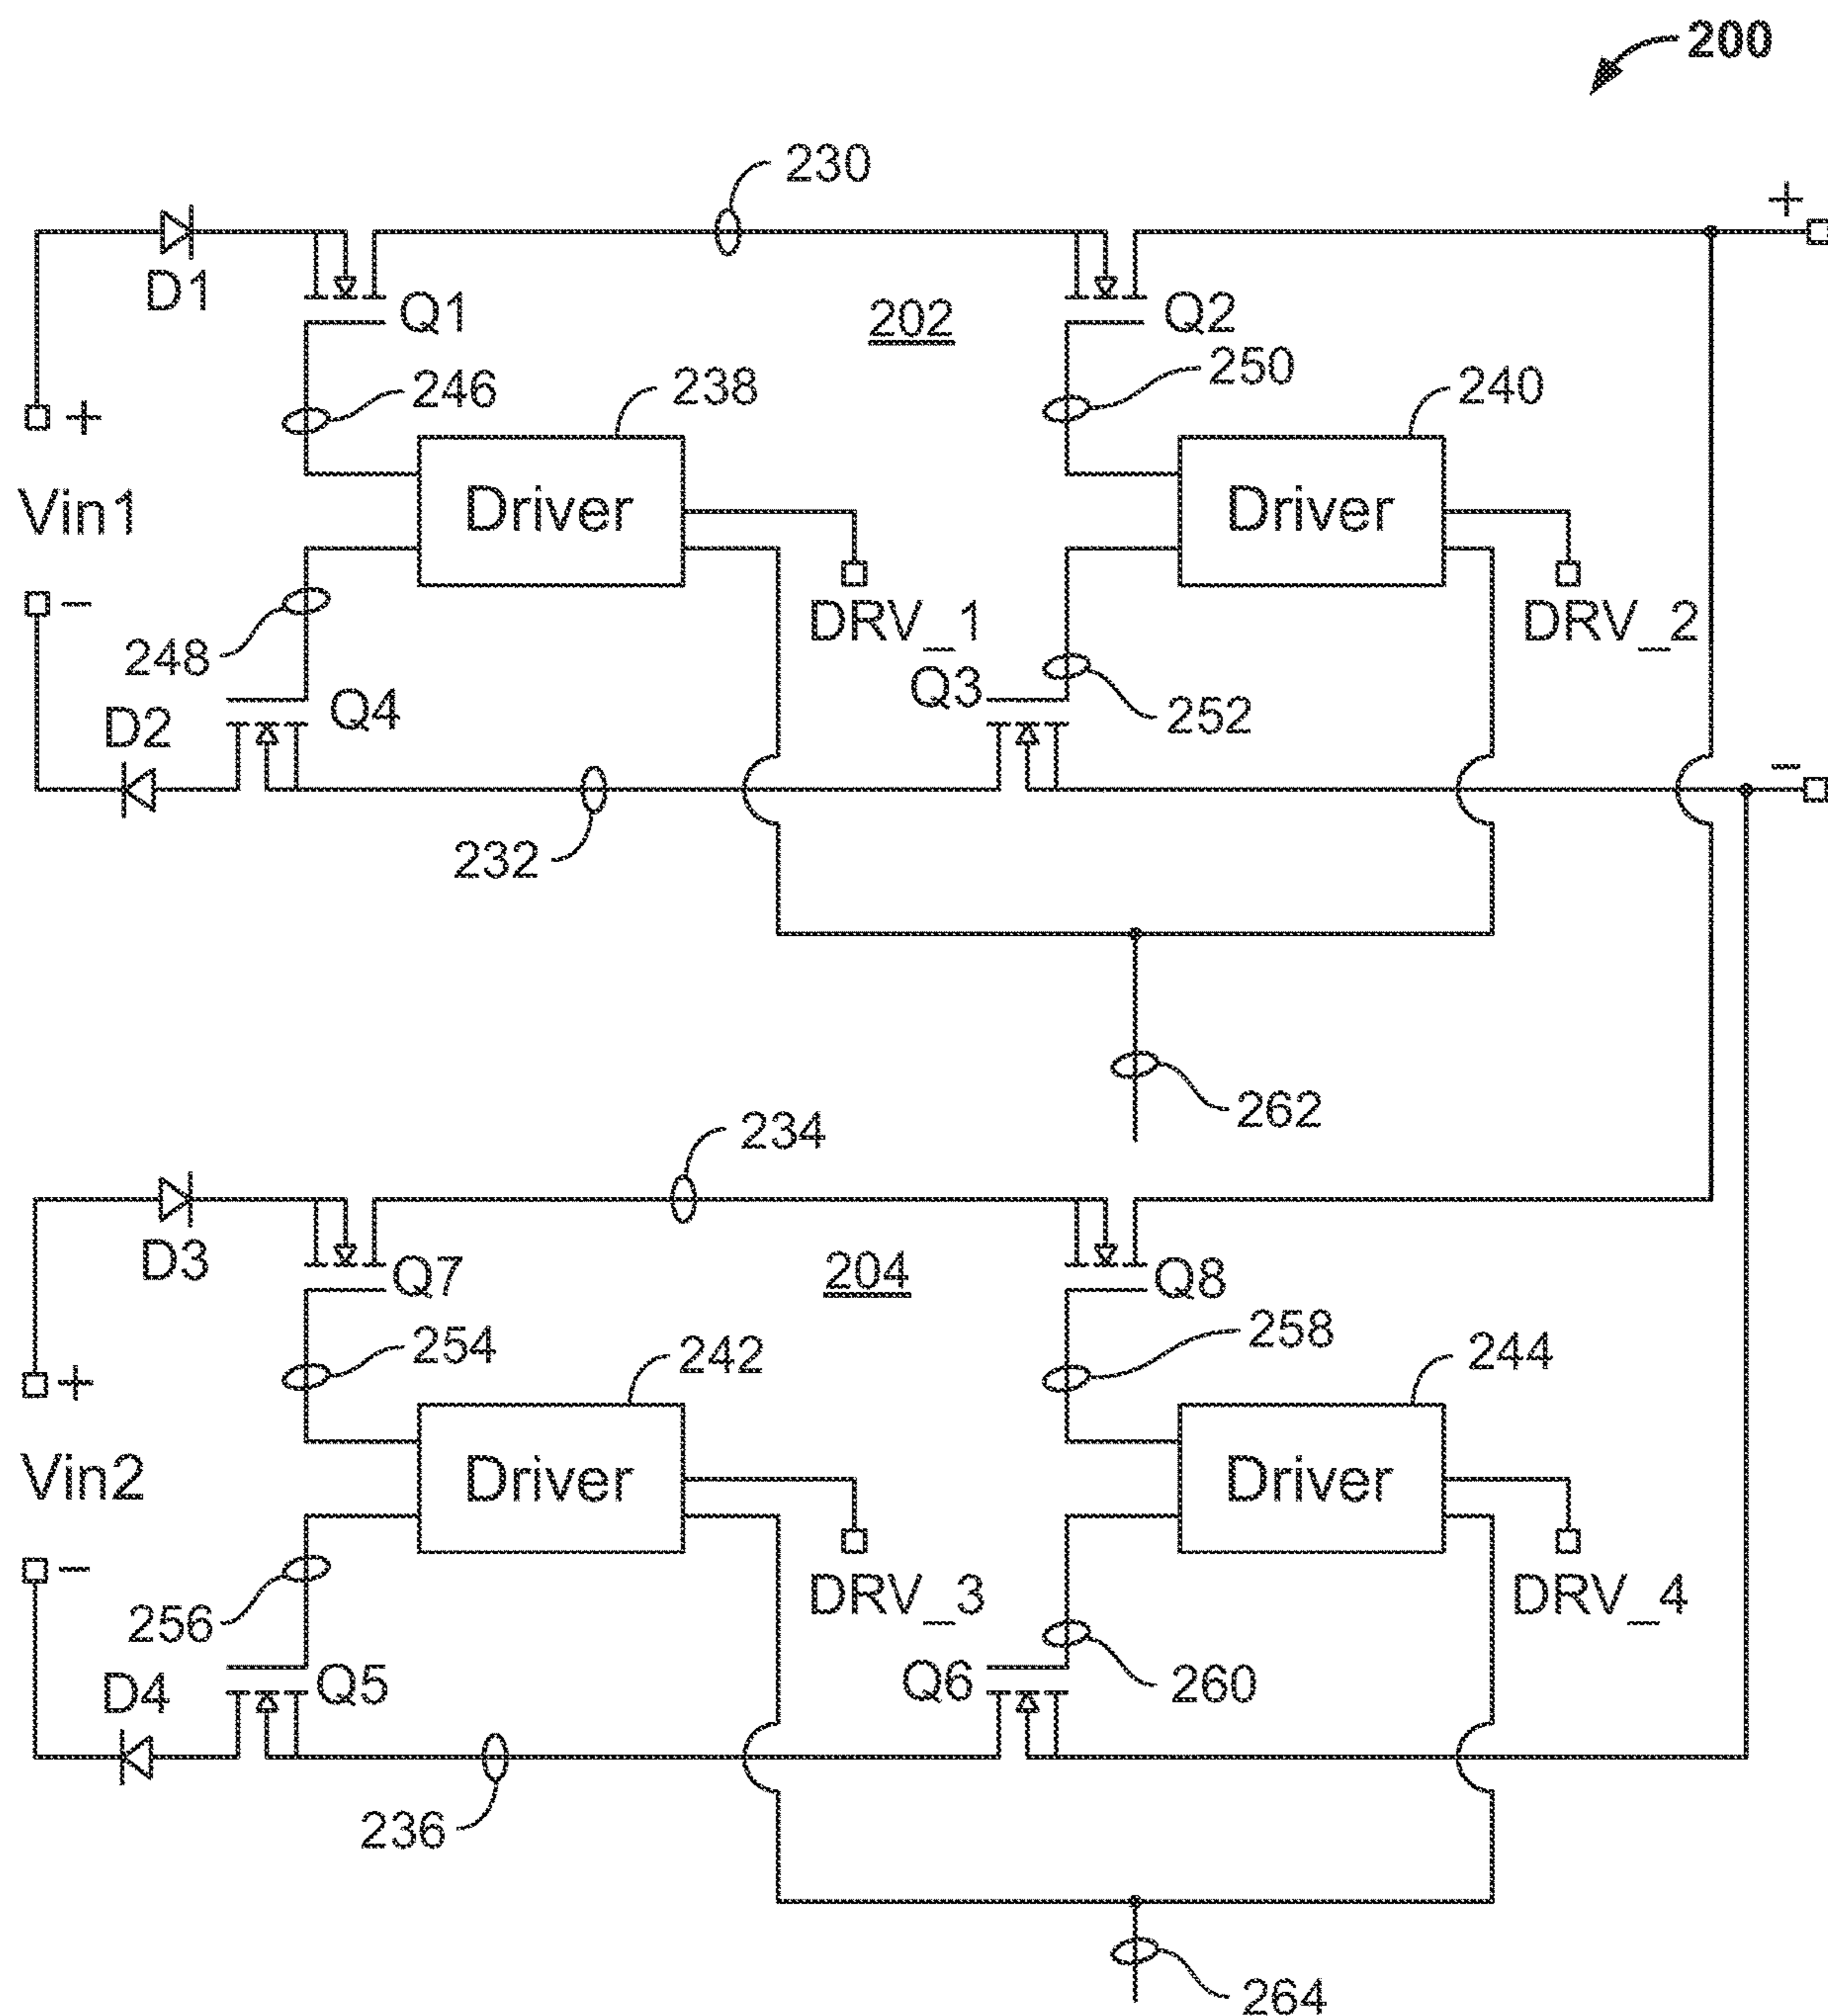 200
230
+
D1
Q1
202
Q2
246
238
250
240
+
Vin1
Driver
Driver
−
DRV_1
DRV_2
248
Q4
Q3
252
D2
−
232
262
234
D3
Q7
204
Q8
254
242
258
244
+
Vin2
Driver
Driver
−
DRV_3
DRV_4
256
Q5
Q6
260
D4
236
264